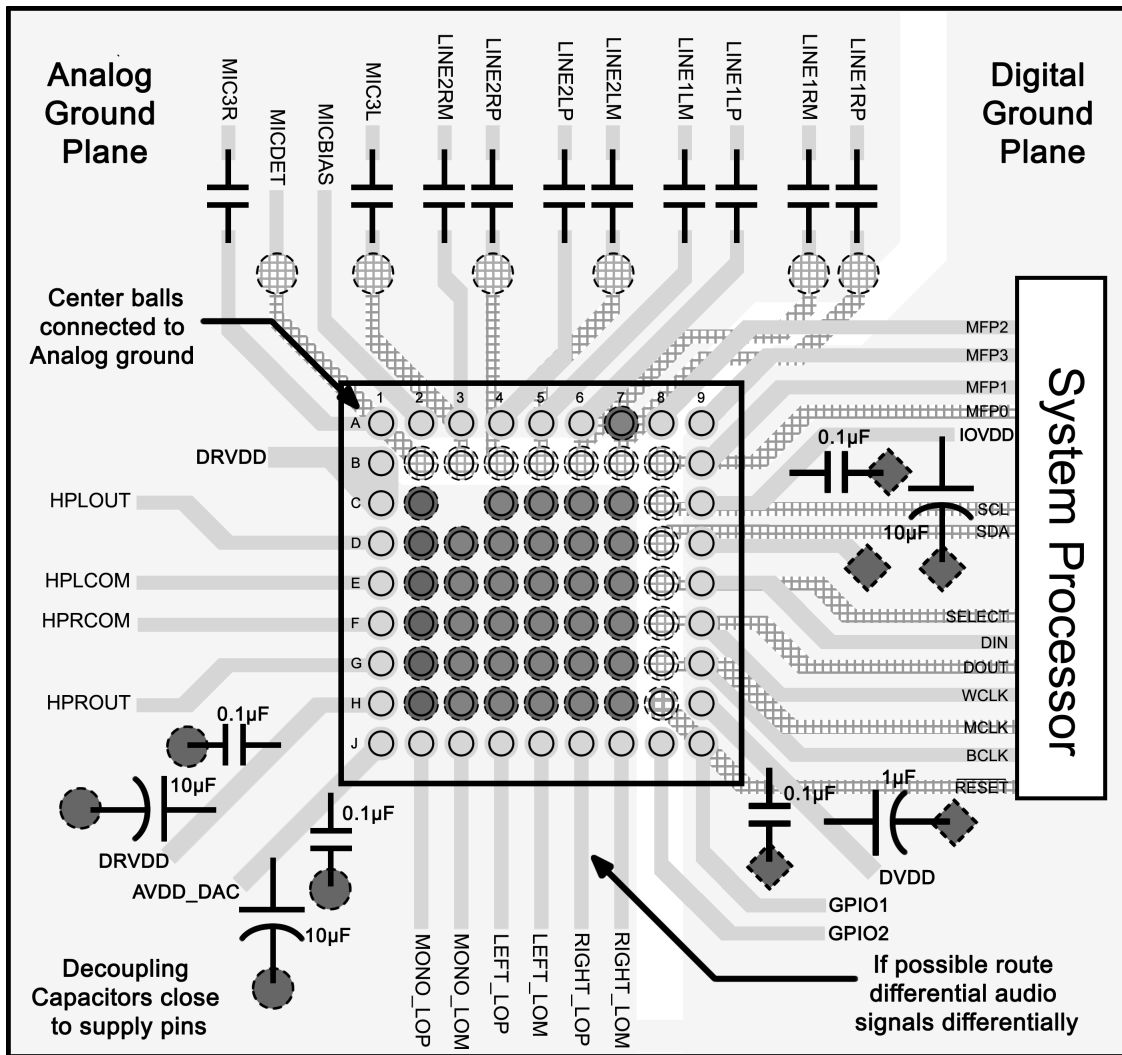 Analog
Ground
Plane
Digital
Ground
Plane
MIC3R
MICDET
MICBIAS
MIC3L
LINE2RM
LINE2RP
LINE2LP
LINE2LM
LINE1LM
LINE1LP
LINE1RM
LINE1RP
Center balls
connected to
Analog ground
1 2 3 4 5 6 7 8 9
A
B
C
D
E
F
G
H
J
DRVDD
HPLOUT
HPLCOM
HPRCOM
HPROUT
MFP2
MFP3
MFP1
MFP0
IOVDD
0.1µF
SCL
10µF
SDA
SELECT
DIN
DOUT
WCLK
MCLK
BCLK
RESET
System Processor
0.1µF
10µF
DRVDD
0.1µF
AVDD_DAC
10µF
0.1µF
1µF
DVDD
GPIO1
GPIO2
MONO_LOP
MONO_LOM
LEFT_LOP
LEFT_LOM
RIGHT_LOP
RIGHT_LOM
Decoupling
Capacitors close
to supply pins
If possible route
differential audio
signals differentially